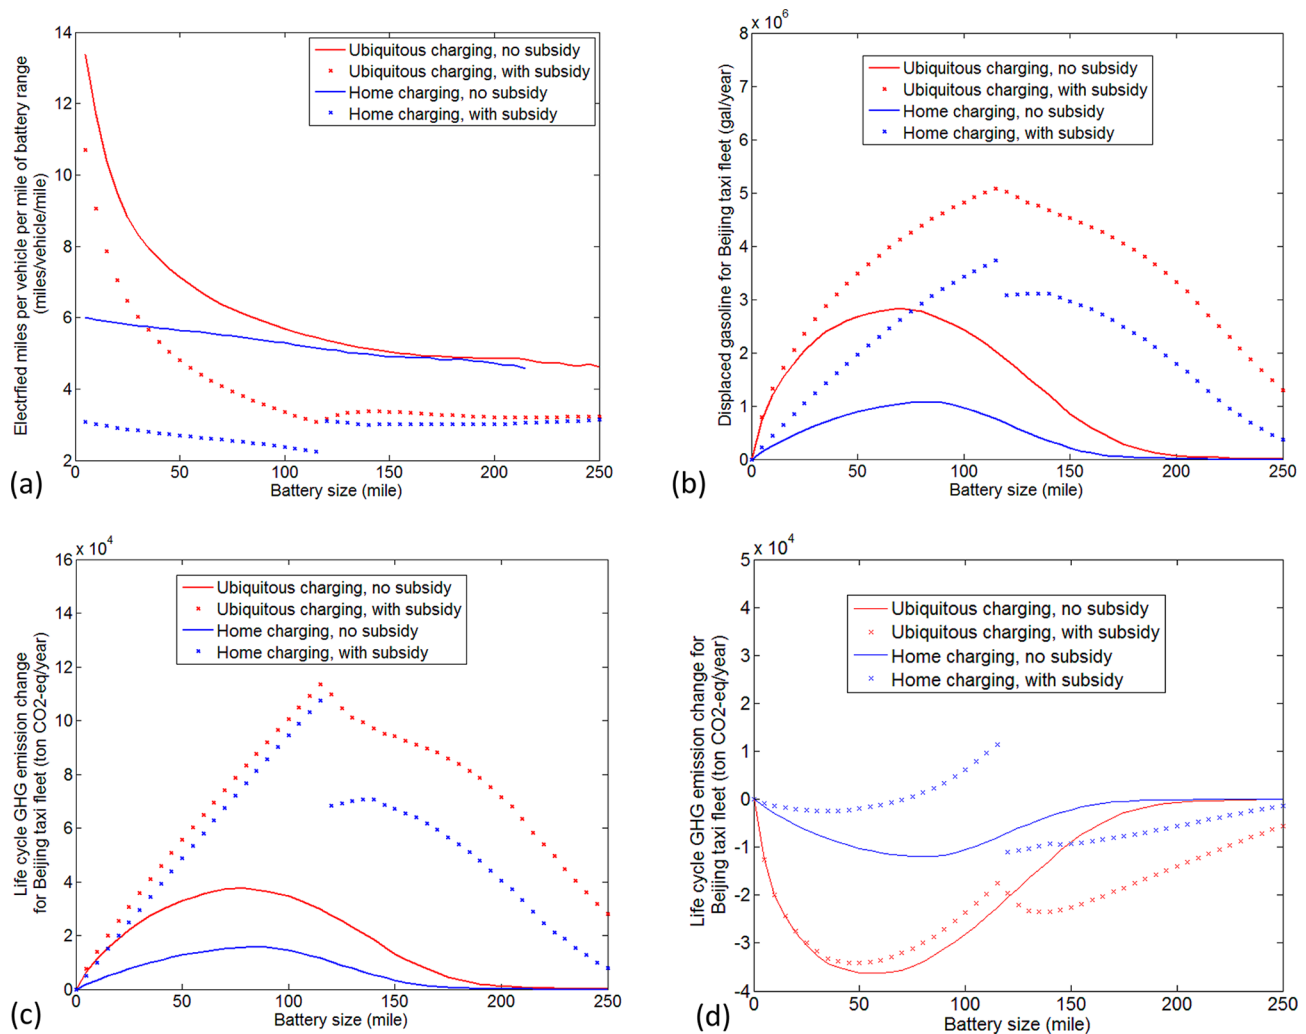 Electrfied miles per vehicle per mile of battery range
(miles/vehicle/mile)
14
12
10
8
6
4
2
0
50
100
150
200
250
Battery size (mile)
Ubiquitous charging, no subsidy
Ubiquitous charging, with subsidy
Home charging, no subsidy
Home charging, with subsidy
(a)
x 10^6
Displaced gasoline for Beijing taxi fleet (gal/year)
8
7
6
5
4
3
2
1
0
0
50
100
150
200
250
Battery size (mile)
Ubiquitous charging, no subsidy
Ubiquitous charging, with subsidy
Home charging, no subsidy
Home charging, with subsidy
(b)
x 10^4
Life cycle GHG emission change
for Beijing taxi fleet (ton CO2-eq/year)
16
14
12
10
8
6
4
2
0
0
50
100
150
200
250
Battery size (mile)
Ubiquitous charging, no subsidy
Ubiquitous charging, with subsidy
Home charging, no subsidy
Home charging, with subsidy
(c)
x 10^4
Life cycle GHG emission change for
Beijing taxi fleet (ton CO2-eq/year)
5
4
3
2
1
0
-1
-2
-3
-4
0
50
100
150
200
250
Battery size (mile)
Ubiquitous charging, no subsidy
Ubiquitous charging, with subsidy
Home charging, no subsidy
Home charging, with subsidy
(d)